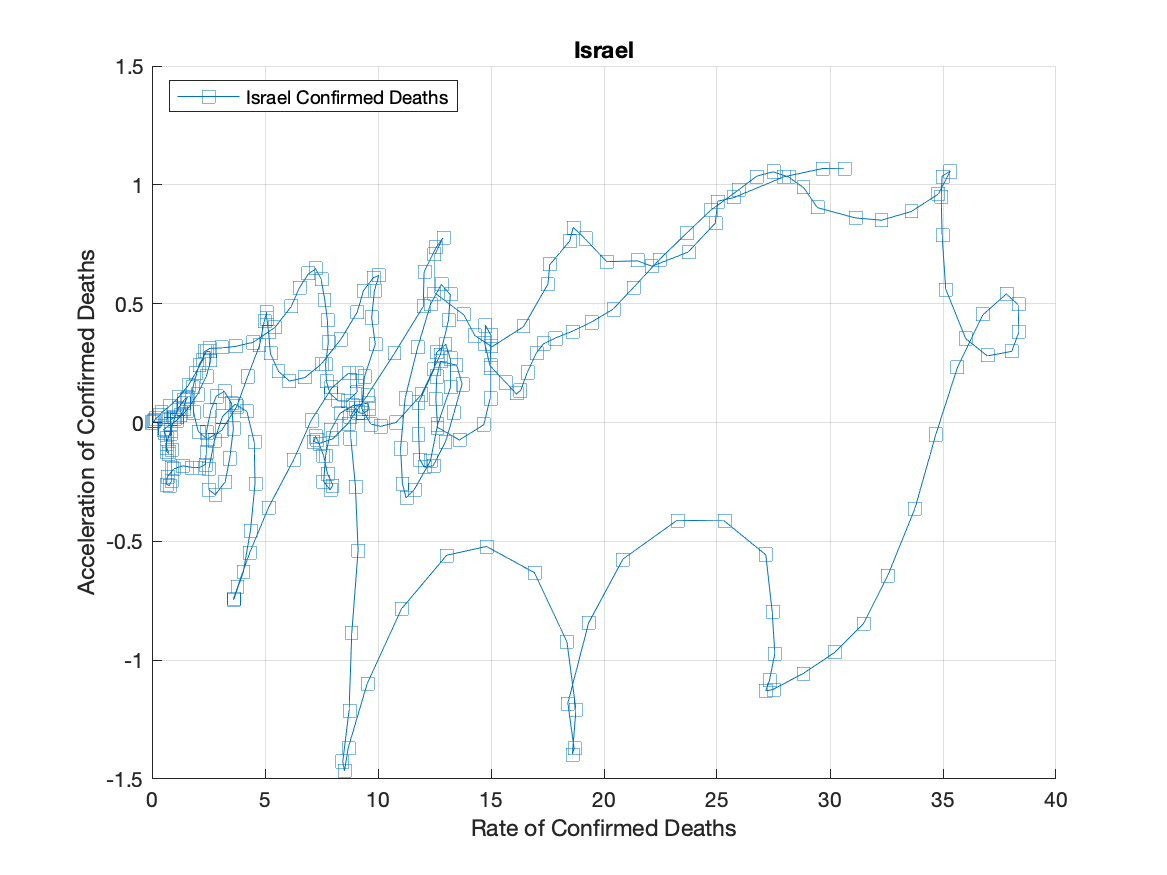 Israel
Israel Confirmed Deaths
1.5
1
0.5
0
-0.5
-1
-1.5
Acceleration of Confirmed Deaths
0 5 10 15 20 25 30 35 40
Rate of Confirmed Deaths